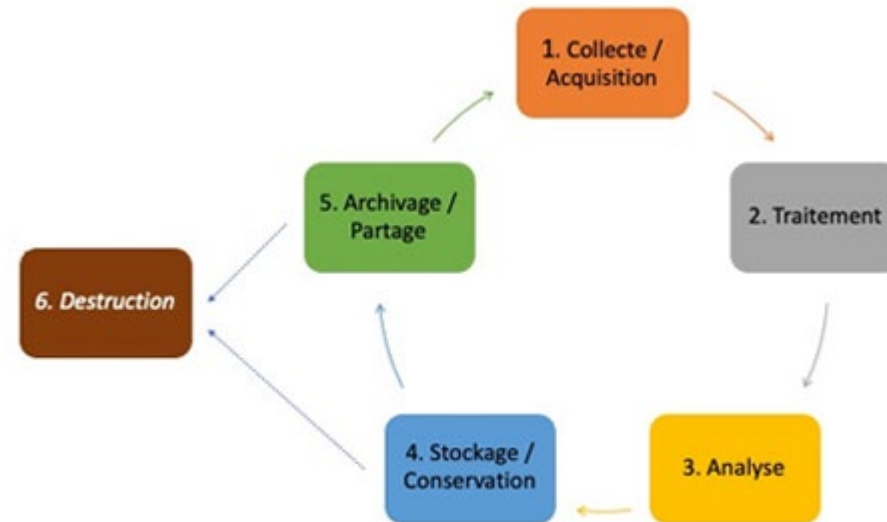 1. Collecte /
Acquisition
2. Traitement
3. Analyse
4. Stockage /
Conservation
5. Archivage /
Partage
6. Destruction